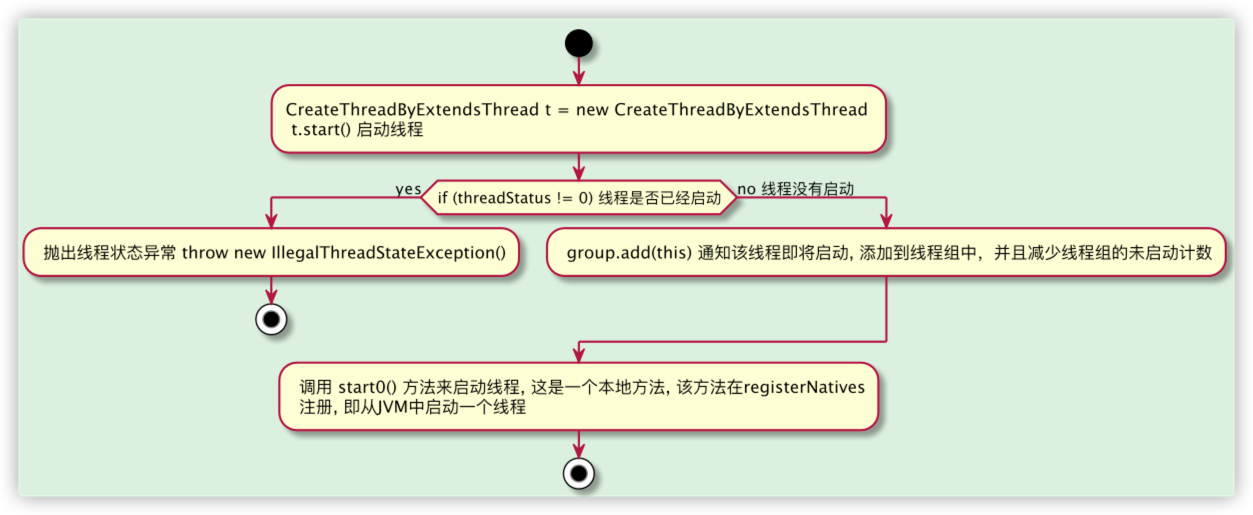 CreateThreadByExtendsThread t = new CreateThreadByExtendsThread
t.start() 启动线程
yes
if (threadStatus != 0) 线程是否已经启动
no 线程没有启动
抛出线程状态异常 throw new IllegalThreadStateException()
group.add(this) 通知该线程即将启动, 添加到线程组中，并且减少线程组的未启动计数
调用 start0() 方法来启动线程, 这是一个本地方法, 该方法在registerNatives
注册, 即从JVM中启动一个线程